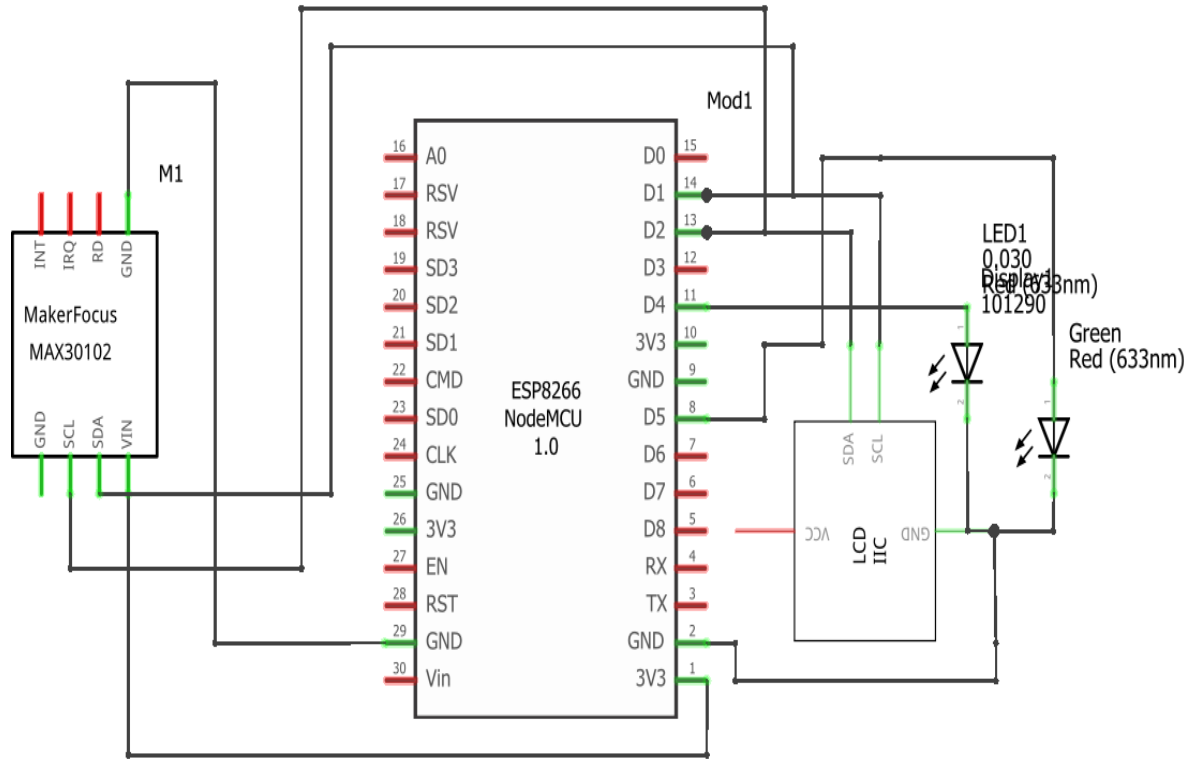 Mod1
M1
INT
IRQ
RD
GND
MakerFocus
MAX30102
GND
SCL
SDA
VIN
16 A0
17 RSV
18 RSV
19 SD3
20 SD2
21 SD1
22 CMD
23 SD0
24 CLK
25 GND
26 3V3
27 EN
28 RST
29 GND
30 Vin
ESP8266
NodeMCU
1.0
D0 15
D1 14
D2 13
D3 12
D4 11
3V3 10
GND 9
D5 8
D6 7
D7 6
D8 5
RX 4
TX 3
GND 2
3V3 1
LED1
0,030
Display1
Red (633nm)
101290
1
2
Green
Red (633nm)
1
2
SDA
SCL
VCC
GND
LCD
IIC